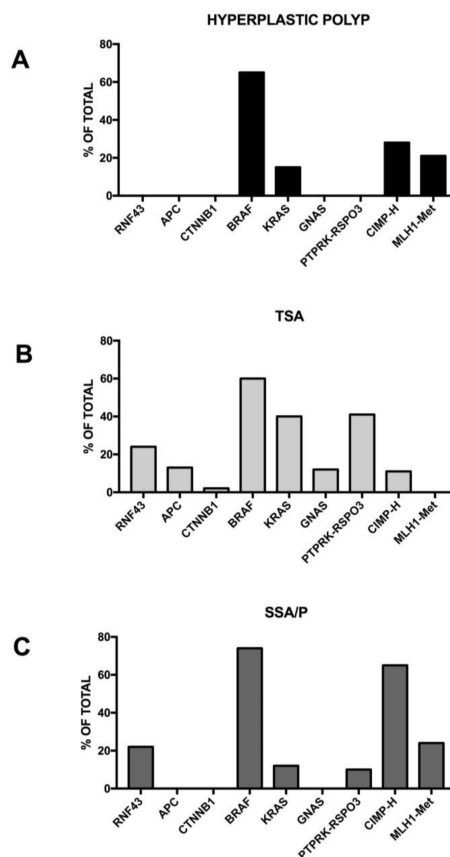 HYPERPLASTIC POLYP
A
% OF TOTAL
80
60
40
20
0
RNF43
APC
CTNNB1
BRAF
KRAS
GNAS
PTPRK-RSPO3
CIMP-H
MLH1-Met
TSA
B
% OF TOTAL
80
60
40
20
0
RNF43
APC
CTNNB1
BRAF
KRAS
GNAS
PTPRK-RSPO3
CIMP-H
MLH1-Met
SSA/P
C
% OF TOTAL
80
60
40
20
0
RNF43
APC
CTNNB1
BRAF
KRAS
GNAS
PTPRK-RSPO3
CIMP-H
MLH1-Met